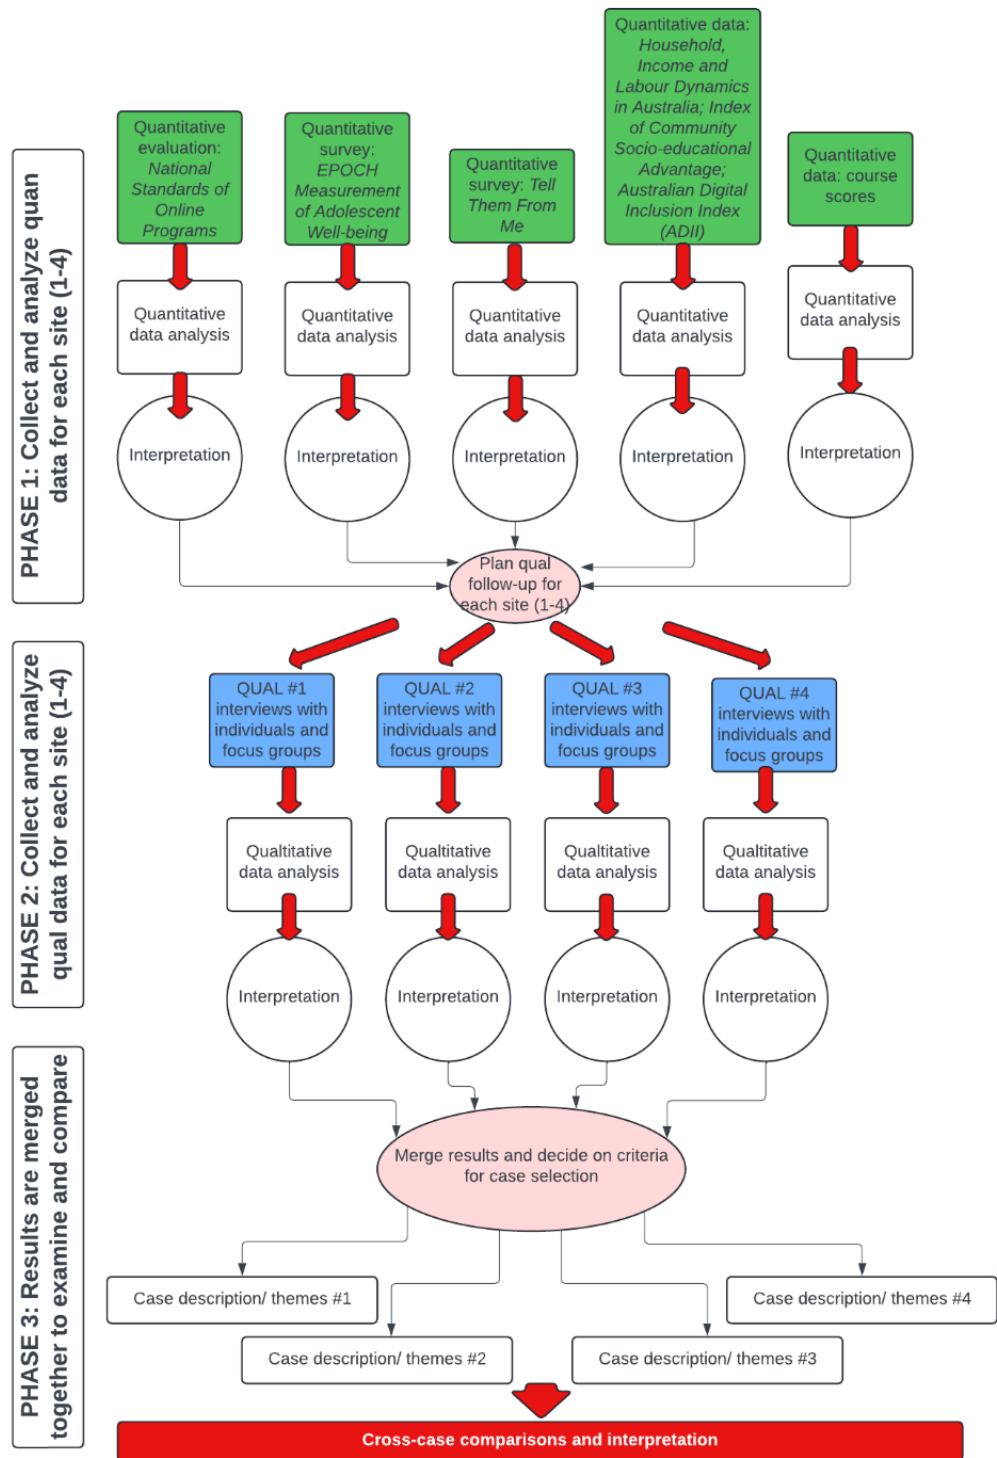 PHASE 1: Collect and analyze quan
data for each site (1-4)
Quantitative
evaluation:
National
Standards of
Online
Programs
Quantitative
survey:
EPOCH
Measurement
of Adolescent
Well-being
Quantitative
survey: Tell
Them From
Me
Quantitative data:
Household,
Income and
Labour Dynamics
in Australia; Index
of Community
Socio-educational
Advantage;
Australian Digital
Inclusion Index
(ADII)
Quantitative
data: course
scores
Quantitative
data analysis
Quantitative
data analysis
Quantitative
data analysis
Quantitative
data analysis
Quantitative
data analysis
Interpretation
Interpretation
Interpretation
Interpretation
Interpretation
Plan qual
follow-up for
each site (1-4)
PHASE 2: Collect and analyze
qual data for each site (1-4)
QUAL #1
interviews with
individuals and
focus groups
QUAL #2
interviews with
individuals and
focus groups
QUAL #3
interviews with
individuals and
focus groups
QUAL #4
interviews with
individuals and
focus groups
Qualtitative
data analysis
Qualtitative
data analysis
Qualtitative
data analysis
Qualtitative
data analysis
Interpretation
Interpretation
Interpretation
Interpretation
PHASE 3: Results are merged
together to examine and compare
Merge results and decide on criteria
for case selection
Case description/ themes #1
Case description/ themes #4
Case description/ themes #2
Case description/ themes #3
Cross-case comparisons and interpretation